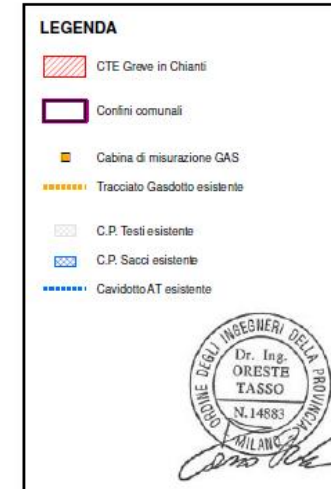 LEGENDA
CTE Greve in Chianti
Confini comunali
Cabina di misurazione GAS
Tracciato Gasdotto esistente
C.P. Testi esistente
C.P. Sacci esistente
Cavidotto AT esistente
ORDINE DEGLI INGEGNERI DELLA PROVINCIA
Dr. Ing.
ORESTE
TASSO
N.14883
MILANO